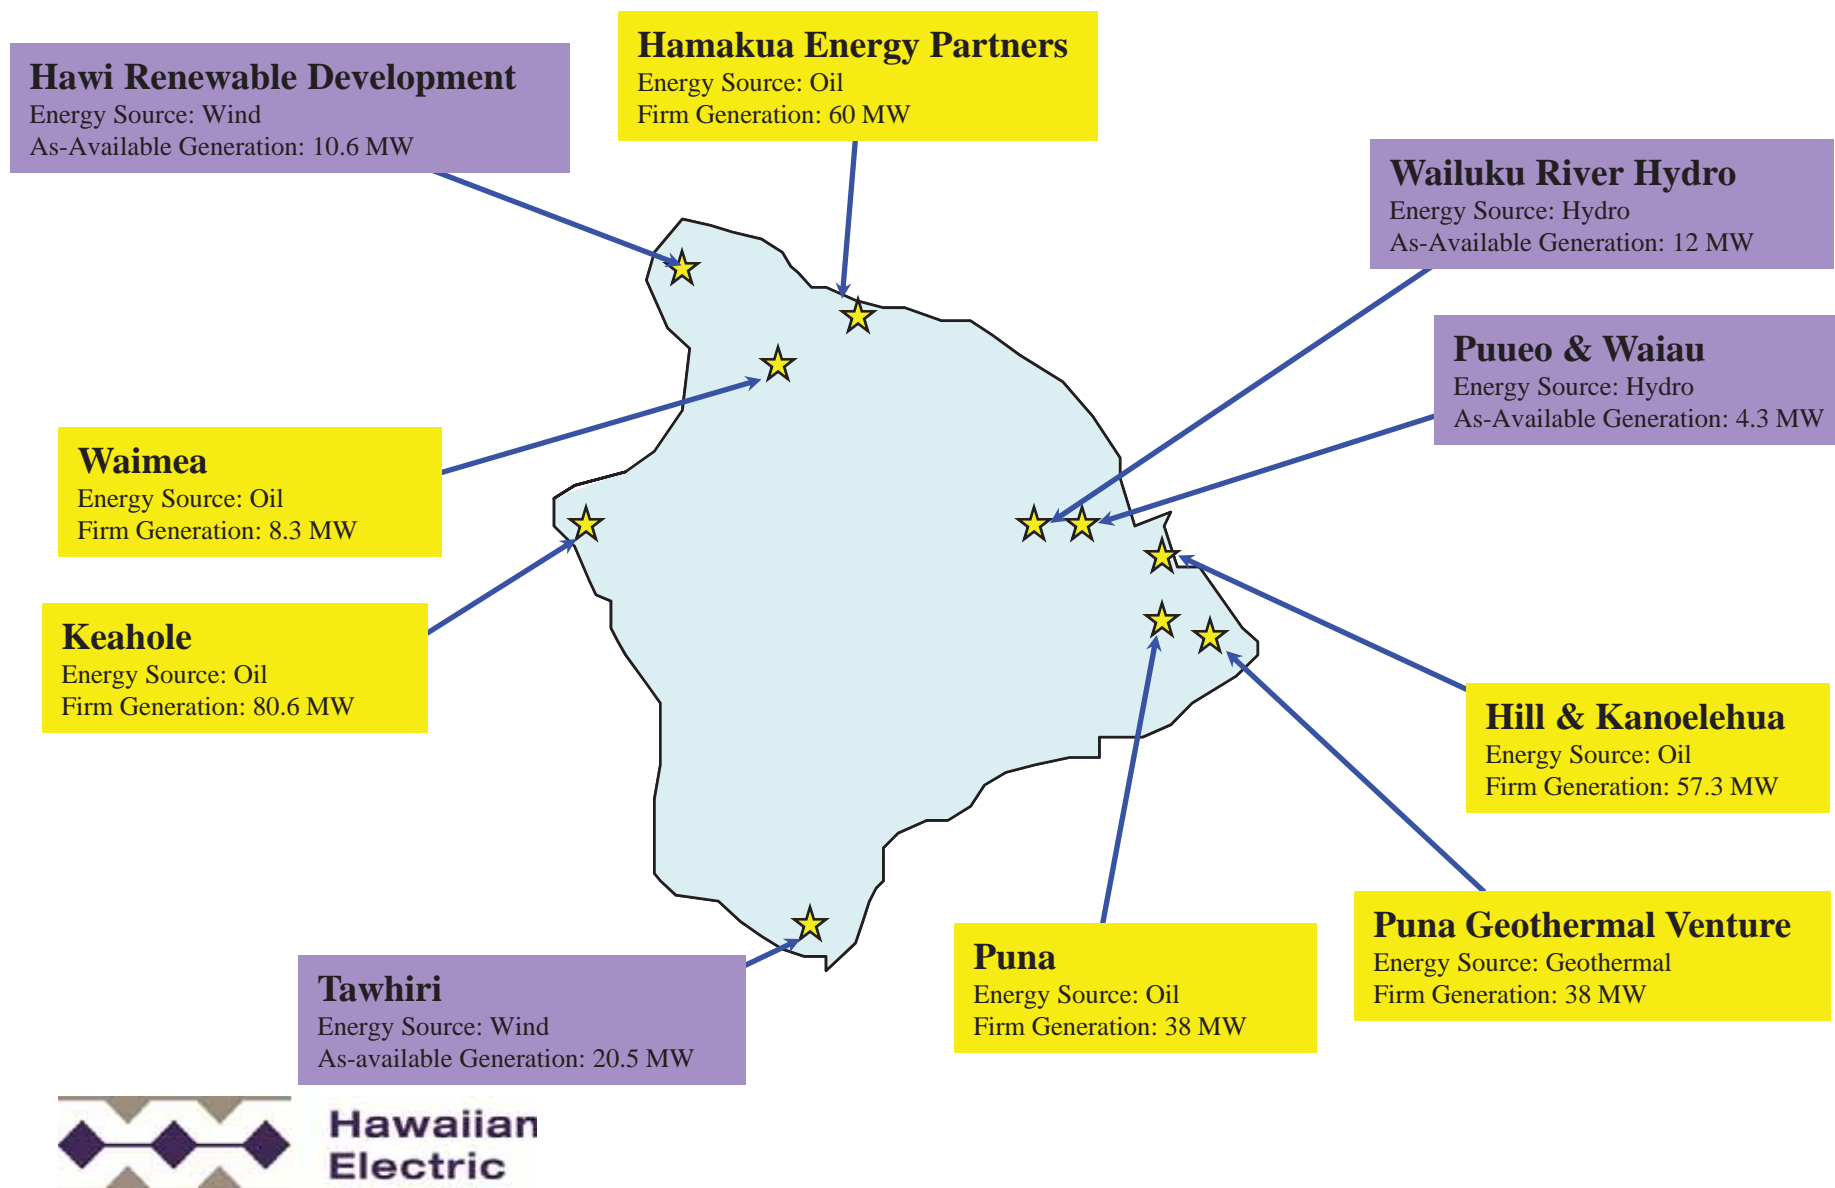 Hamakua Energy Partners
Energy Source: Oil
Firm Generation: 60 MW
Hawi Renewable Development
Energy Source: Wind
As-Available Generation: 10.6 MW
Wailuku River Hydro
Energy Source: Hydro
As-Available Generation: 12 MW
Puueo & Waiau
Energy Source: Hydro
As-Available Generation: 4.3 MW
Waimea
Energy Source: Oil
Firm Generation: 8.3 MW
Keahole
Energy Source: Oil
Firm Generation: 80.6 MW
Hill & Kanoelehua
Energy Source: Oil
Firm Generation: 57.3 MW
Puna Geothermal Venture
Energy Source: Geothermal
Firm Generation: 38 MW
Puna
Energy Source: Oil
Firm Generation: 38 MW
Tawhiri
Energy Source: Wind
As-available Generation: 20.5 MW
Hawaiian
Electric